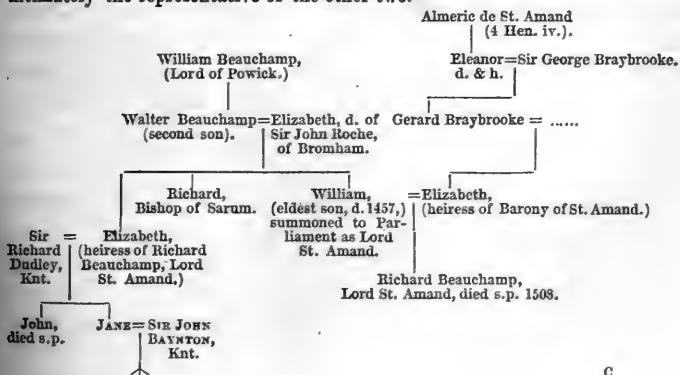 ultimately the representative of the other two.
Almeric de St. Amand
(4 Hen. iv.).
William Beauchamp,
(Lord of Powick.)
Eleanor=Sir George Braybrooke.
d. & h.
Walter Beauchamp=Elizabeth, d. of
(second son). Sir John Roche,
of Bromham.
Gerard Braybrooke = ......
Richard,
Bishop of Sarum.
William,
(eldest son, d. 1457,)
summoned to Par-
liament as Lord
St. Amand.
=Elizabeth,
(heiress of Barony of St. Amand.)
Sir =
Richard
Dudley,
Knt.
Elizabeth,
(heiress of Richard
Beauchamp, Lord
St. Amand.)
Richard Beauchamp,
Lord St. Amand, died s.p. 1508.
John,
died s.p.
JANE=SIR JOHN
BAYNTON,
Knt.
C